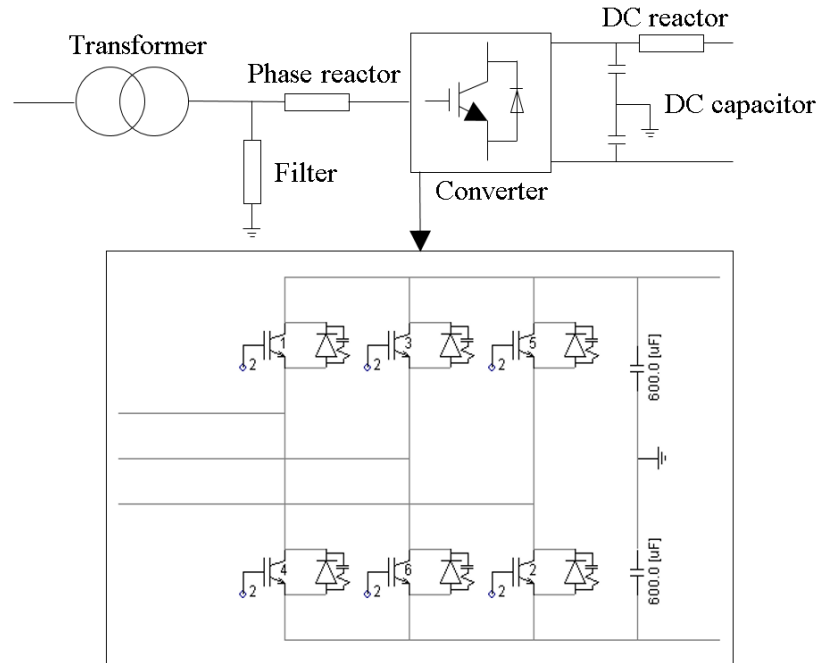 DC reactor
Transformer
Phase reactor
DC capacitor
Filter
Converter
1
2
3
2
5
2
600.0 [uF]
4
2
6
2
2
2
600.0 [uF]